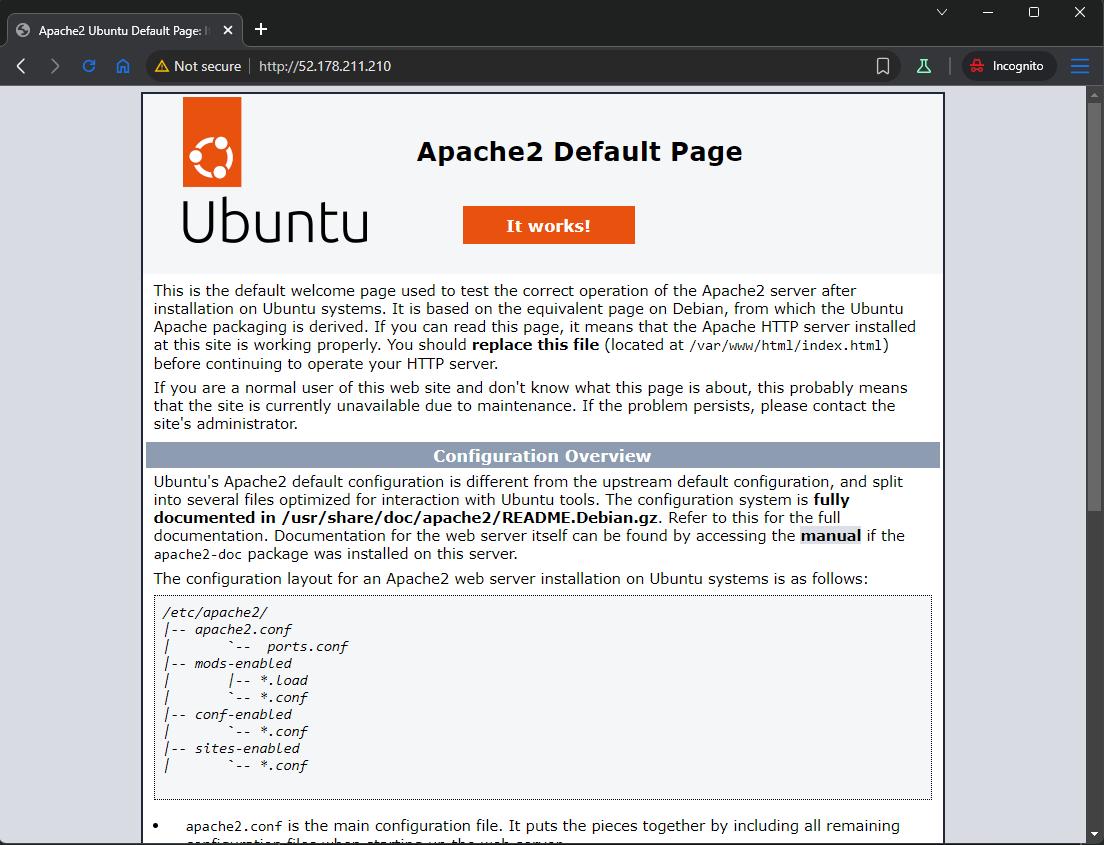 Apache2 Ubuntu Default Page: I
Not secure
http://52.178.211.210
Incognito
Apache2 Default Page
Ubuntu
It works!
This is the default welcome page used to test the correct operation of the Apache2 server after
installation on Ubuntu systems. It is based on the equivalent page on Debian, from which the Ubuntu
Apache packaging is derived. If you can read this page, it means that the Apache HTTP server installed
at this site is working properly. You should replace this file (located at /var/www/html/index.html)
before continuing to operate your HTTP server.
If you are a normal user of this web site and don't know what this page is about, this probably means
that the site is currently unavailable due to maintenance. If the problem persists, please contact the
site's administrator.
Configuration Overview
Ubuntu's Apache2 default configuration is different from the upstream default configuration, and split
into several files optimized for interaction with Ubuntu tools. The configuration system is fully
documented in /usr/share/doc/apache2/README.Debian.gz. Refer to this for the full
documentation. Documentation for the web server itself can be found by accessing the manual if the
apache2-doc package was installed on this server.
The configuration layout for an Apache2 web server installation on Ubuntu systems is as follows:
/etc/apache2/
|-- apache2.conf
|       `--  ports.conf
|-- mods-enabled
|       |-- *.load
|       `-- *.conf
|-- conf-enabled
|       `-- *.conf
|-- sites-enabled
|       `-- *.conf
• apache2.conf is the main configuration file. It puts the pieces together by including all remaining
configuration files when starting up the web server.